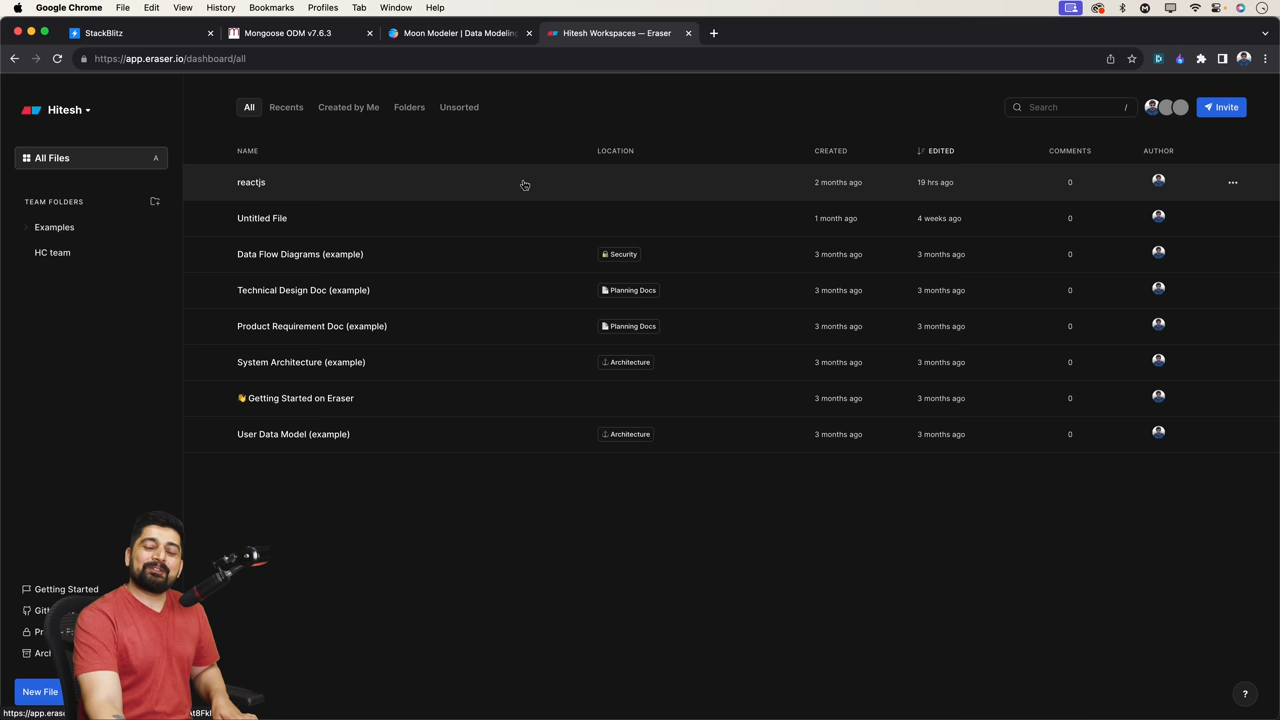 Google Chrome File Edit View History Bookmarks Profiles Tab Window Help
StackBlitz Mongoose ODM v7.6.3 Moon Modeler | Data Modeling Hitesh Workspaces — Eraser
https://app.eraser.io/dashboard/all
Hitesh
All Recents Created by Me Folders Unsorted Search / Invite
All Files A
NAME LOCATION CREATED EDITED COMMENTS AUTHOR
reactjs 2 months ago 19 hrs ago 0
TEAM FOLDERS
Untitled File 1 month ago 4 weeks ago 0
Examples
HC team
Data Flow Diagrams (example) Security 3 months ago 3 months ago 0
Technical Design Doc (example) Planning Docs 3 months ago 3 months ago 0
Product Requirement Doc (example) Planning Docs 3 months ago 3 months ago 0
System Architecture (example) Architecture 3 months ago 3 months ago 0
👋 Getting Started on Eraser 3 months ago 3 months ago 0
User Data Model (example) Architecture 3 months ago 3 months ago 0
Getting Started
New File ?